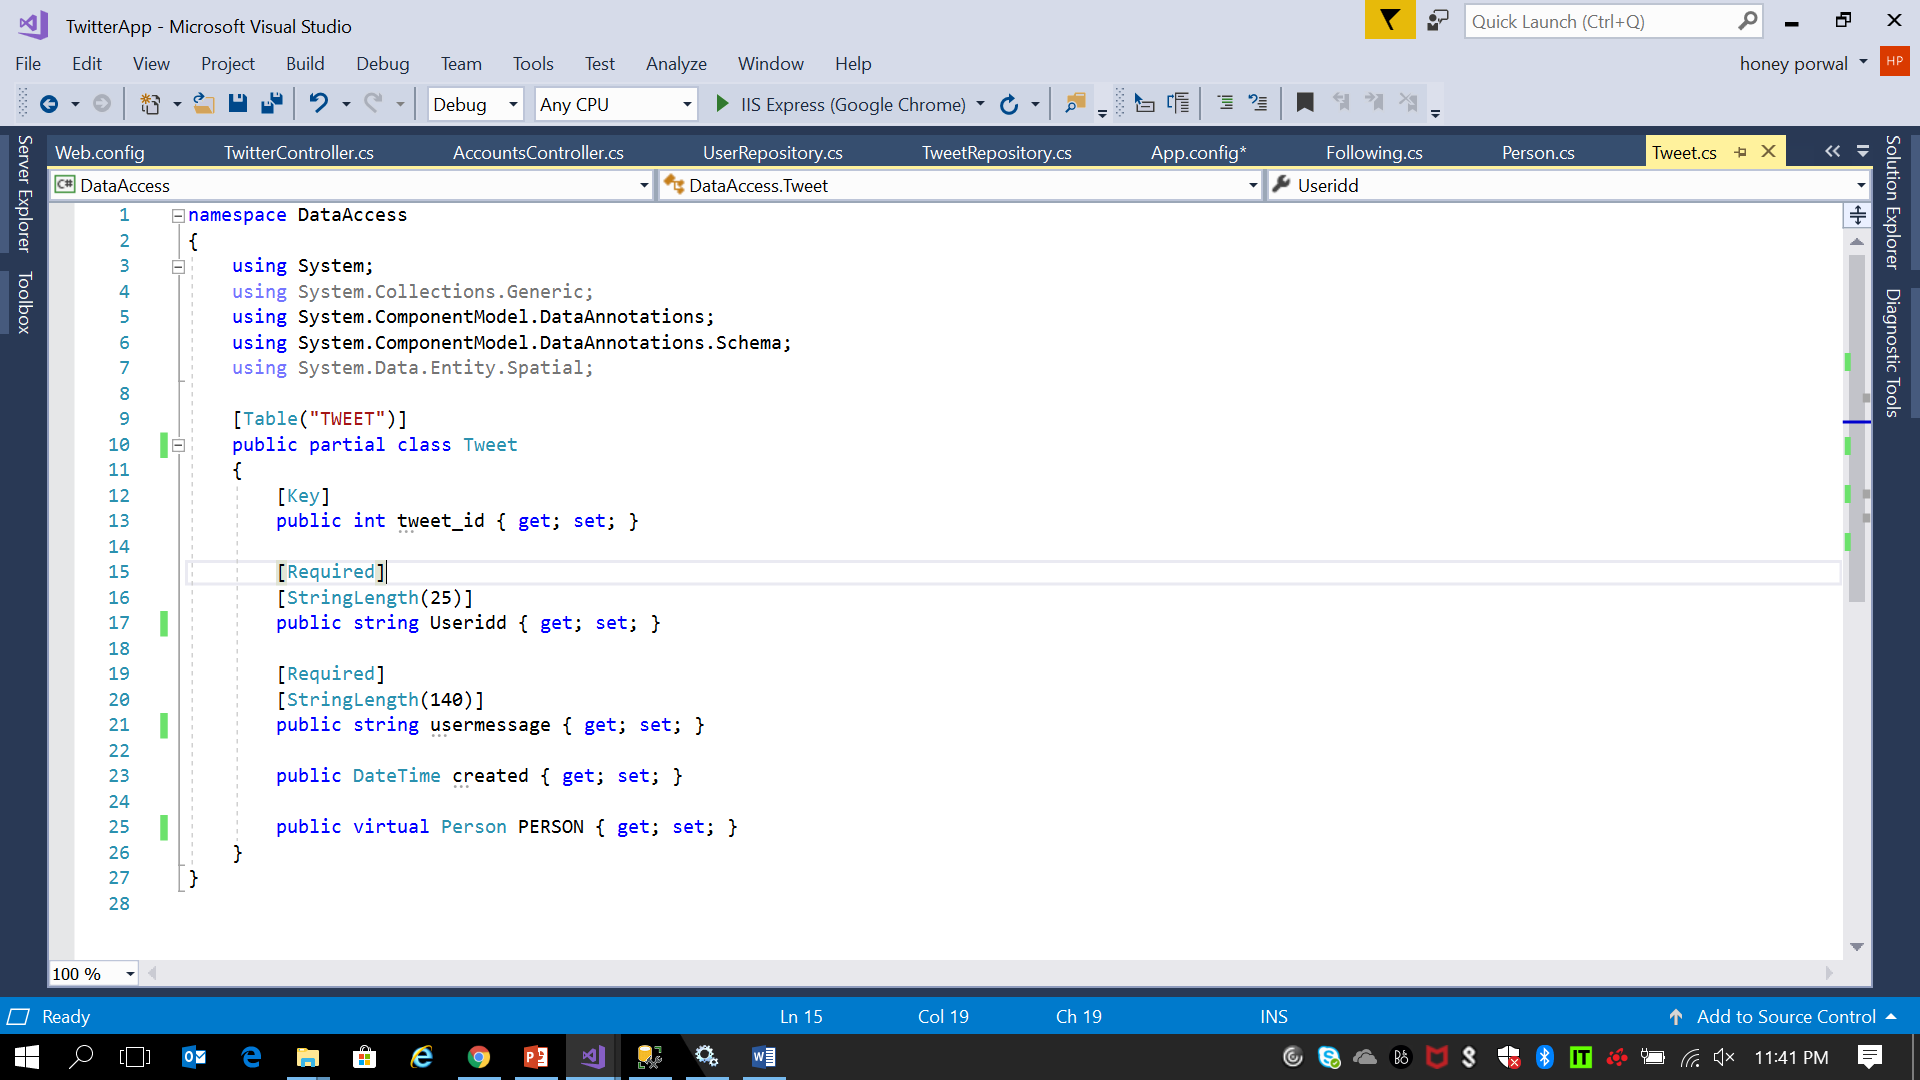 TwitterApp - Microsoft Visual Studio
Quick Launch (Ctrl+Q)
File Edit View Project Build Debug Team Tools Test Analyze Window Help
honey porwal HP
Debug Any CPU IIS Express (Google Chrome)
Web.config TwitterController.cs AccountsController.cs UserRepository.cs TweetRepository.cs App.config* Following.cs Person.cs Tweet.cs
Server Explorer
Toolbox
Solution Explorer
Diagnostic Tools
C# DataAccess DataAccess.Tweet Useridd
1 namespace DataAccess
2 {
3 using System;
4 using System.Collections.Generic;
5 using System.ComponentModel.DataAnnotations;
6 using System.ComponentModel.DataAnnotations.Schema;
7 using System.Data.Entity.Spatial;
8
9 [Table("TWEET")]
10 public partial class Tweet
11 {
12 [Key]
13 public int tweet_id { get; set; }
14
15 [Required]
16 [StringLength(25)]
17 public string Useridd { get; set; }
18
19 [Required]
20 [StringLength(140)]
21 public string usermessage { get; set; }
22
23 public DateTime created { get; set; }
24
25 public virtual Person PERSON { get; set; }
26 }
27 }
28
100 %
Ready Ln 15 Col 19 Ch 19 INS Add to Source Control
11:41 PM